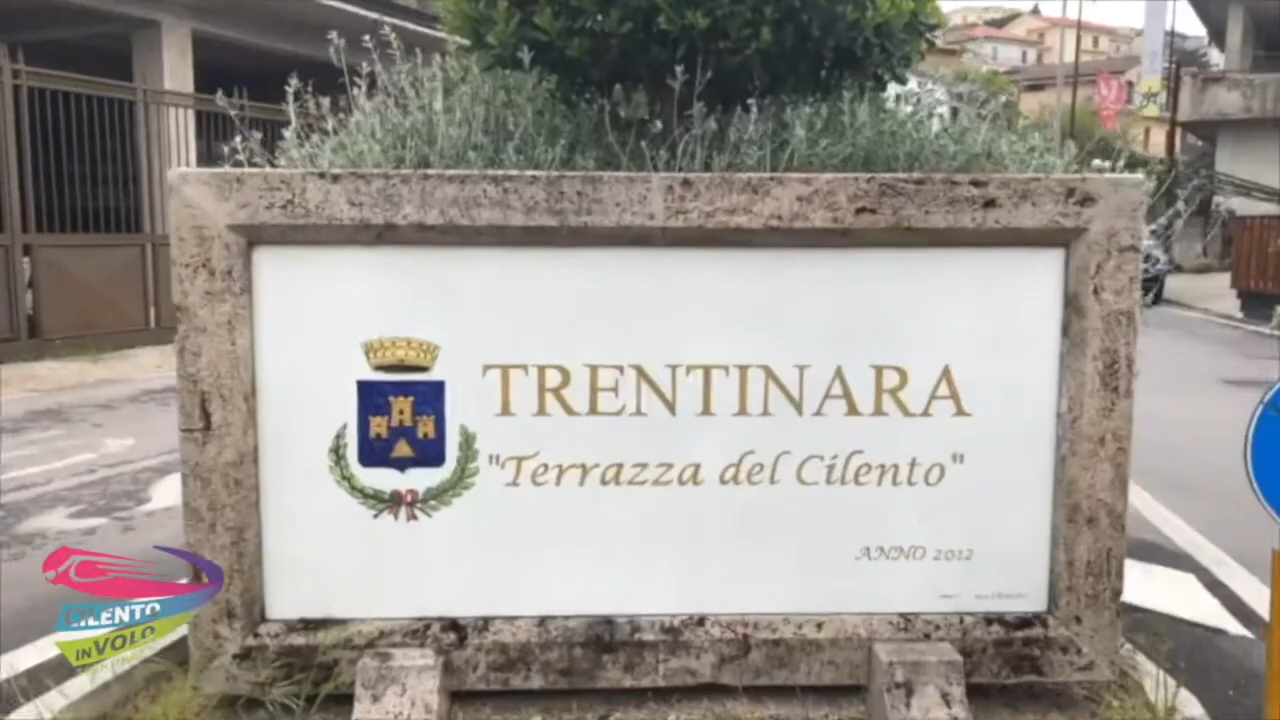 TRENTINARA
"Terrazza del Cilento"
ANNO 2012
CILENTO
IN VOLO